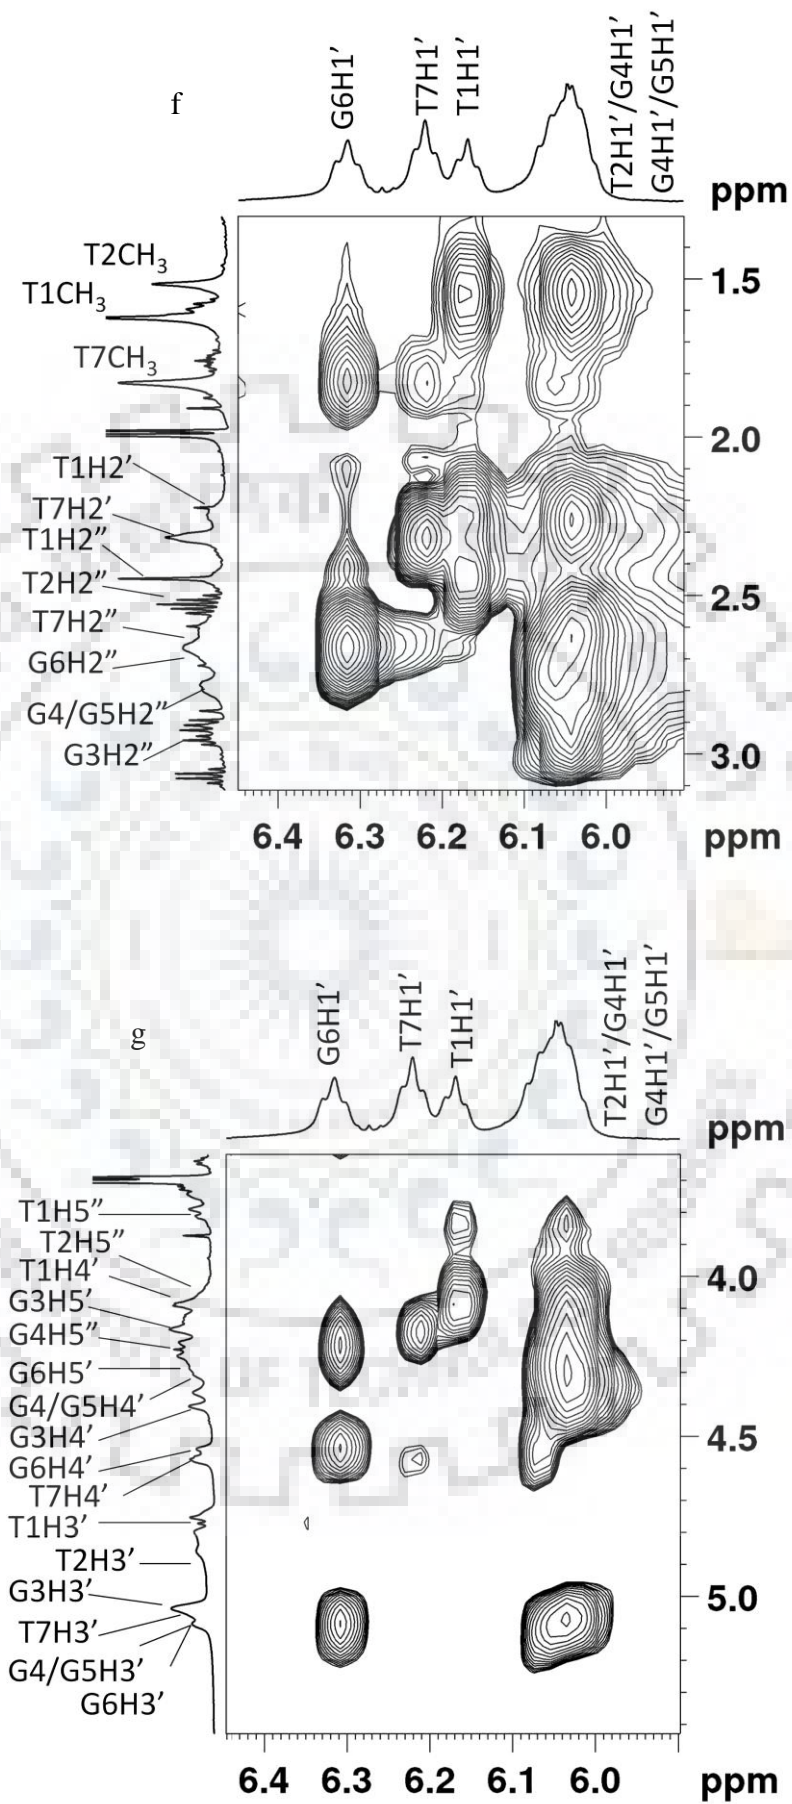 f
G6H1’
T7H1’
T1H1’
T2H1’/G4H1’
G4H1’/G5H1’
ppm
T2CH3
T1CH3
T7CH3
T1H2’
T7H2’
T1H2”
T2H2”
T7H2”
G6H2”
G4/G5H2”
G3H2”
1.5
2.0
2.5
3.0
6.4 6.3 6.2 6.1 6.0 ppm
g
G6H1’
T7H1’
T1H1’
T2H1’/G4H1’
G4H1’/G5H1’
ppm
T1H5”
T2H5”
T1H4’
G3H5’
G4H5”
G6H5’
G4/G5H4’
G3H4’
G6H4’
T7H4’
T1H3’
T2H3’
G3H3’
T7H3’
G4/G5H3’
G6H3’
4.0
4.5
5.0
6.4 6.3 6.2 6.1 6.0 ppm